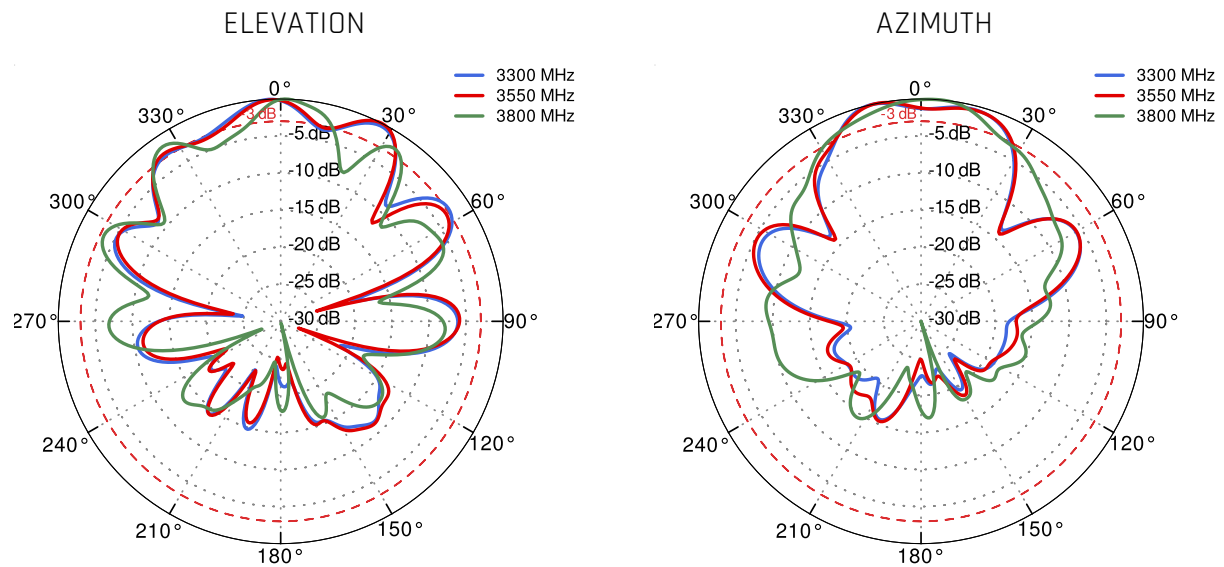 ELEVATION
3300 MHz
3550 MHz
3800 MHz
0°
330°
30°
-3 dB
-5 dB
-10 dB
300°
60°
-15 dB
-20 dB
-25 dB
270°
-30 dB
90°
240°
120°
210°
150°
180°
AZIMUTH
3300 MHz
3550 MHz
3800 MHz
0°
330°
30°
-3 dB
-5 dB
-10 dB
300°
60°
-15 dB
-20 dB
-25 dB
270°
-30 dB
90°
240°
120°
210°
150°
180°